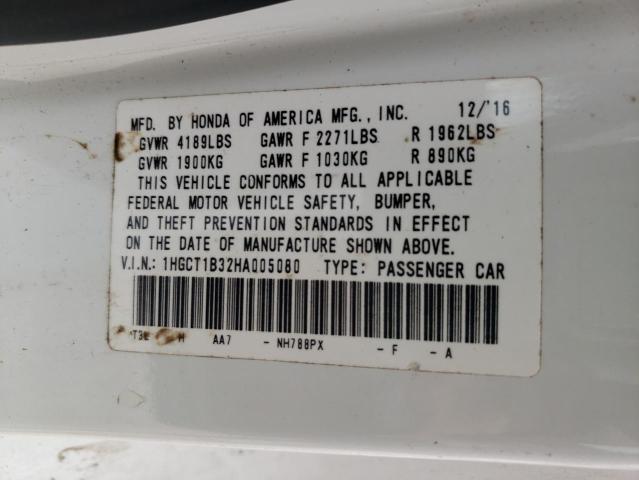 MFD. BY HONDA OF AMERICA MFG., INC. 12/'16
GVWR 4189LBS GAWR F 2271LBS R 1962LBS
GVWR 1900KG GAWR F 1030KG R 890KG
THIS VEHICLE CONFORMS TO ALL APPLICABLE
FEDERAL MOTOR VEHICLE SAFETY, BUMPER,
AND THEFT PREVENTION STANDARDS IN EFFECT
ON THE DATE OF MANUFACTURE SHOWN ABOVE.
V.I.N.: 1HGCT1B32HA005080 TYPE: PASSENGER CAR
H AA7 - NH788PX - F - A